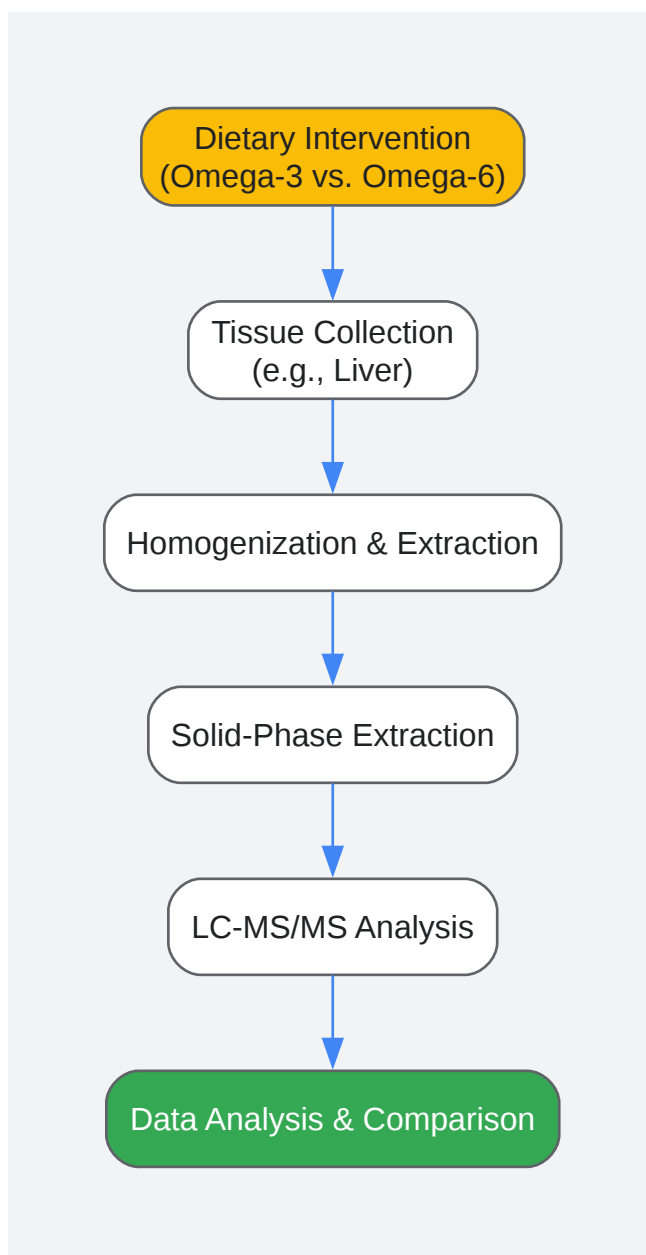 Dietary Intervention
(Omega-3 vs. Omega-6)
Tissue Collection
(e.g., Liver)
Homogenization & Extraction
Solid-Phase Extraction
LC-MS/MS Analysis
Data Analysis & Comparison